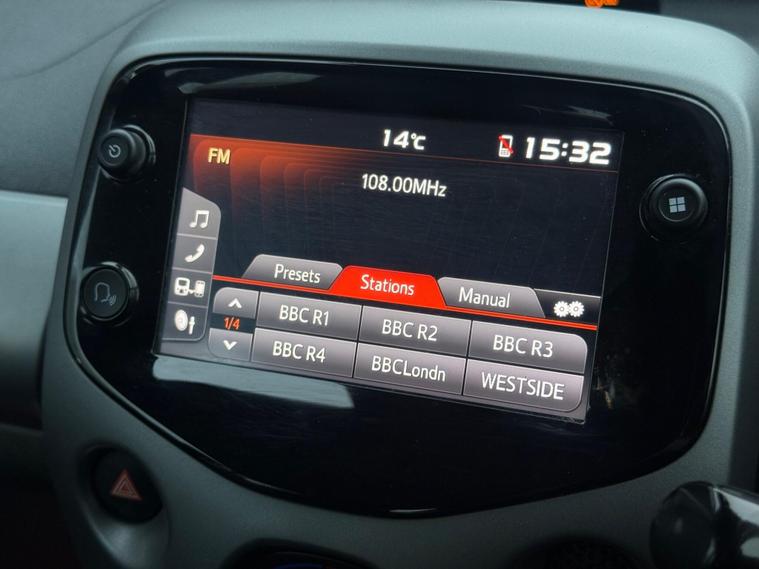 14°C
15:32
FM
108.00MHz
Presets
Stations
Manual
1/4
BBC R1
BBC R2
BBC R3
BBC R4
BBCLondn
WESTSIDE